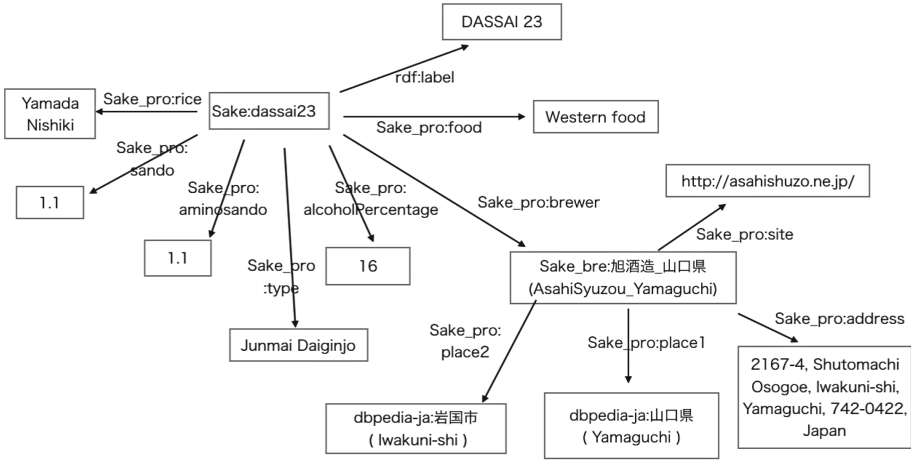 DASSAI 23
rdf:label
Yamada
Nishiki
Sake_pro:rice
Sake:dassai23
Sake_pro:food
Western food
Sake_pro:
sando
1.1
Sake_pro:
aminosando
1.1
Sake_pro
:type
Junmai Daiginjo
Sake_pro:
alcoholPercentage
16
Sake_pro:brewer
http://asahishuzo.ne.jp/
Sake_pro:site
Sake_bre:旭酒造_山口県
(AsahiSyuzou_Yamaguchi)
Sake_pro:
place2
dbpedia-ja:岩国市
( Iwakuni-shi )
Sake_pro:place1
dbpedia-ja:山口県
( Yamaguchi )
Sake_pro:address
2167-4, Shutomachi
Osogoe, Iwakuni-shi,
Yamaguchi, 742-0422,
Japan